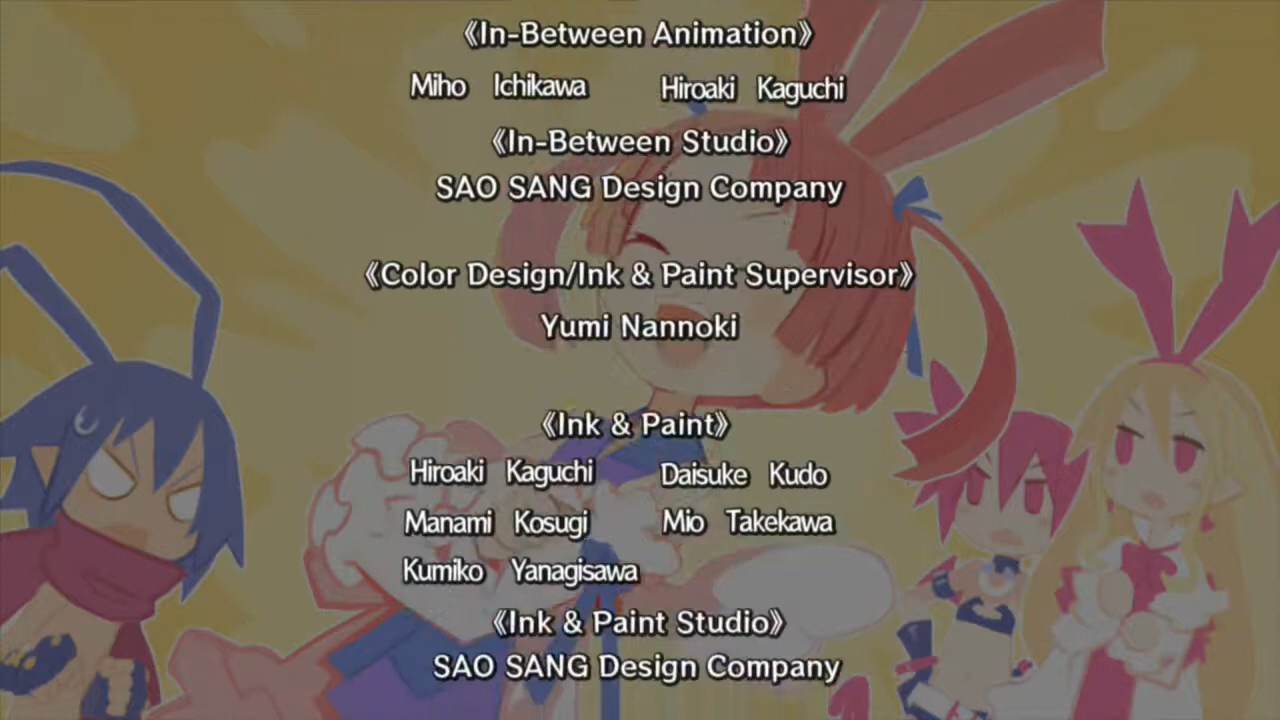 《In-Between Animation》
Miho Ichikawa Hiroaki Kaguchi
《In-Between Studio》
SAO SANG Design Company
《Color Design/Ink & Paint Supervisor》
Yumi Nannoki
《Ink & Paint》
Hiroaki Kaguchi Daisuke Kudo
Manami Kosugi Mio Takekawa
Kumiko Yanagisawa
《Ink & Paint Studio》
SAO SANG Design Company